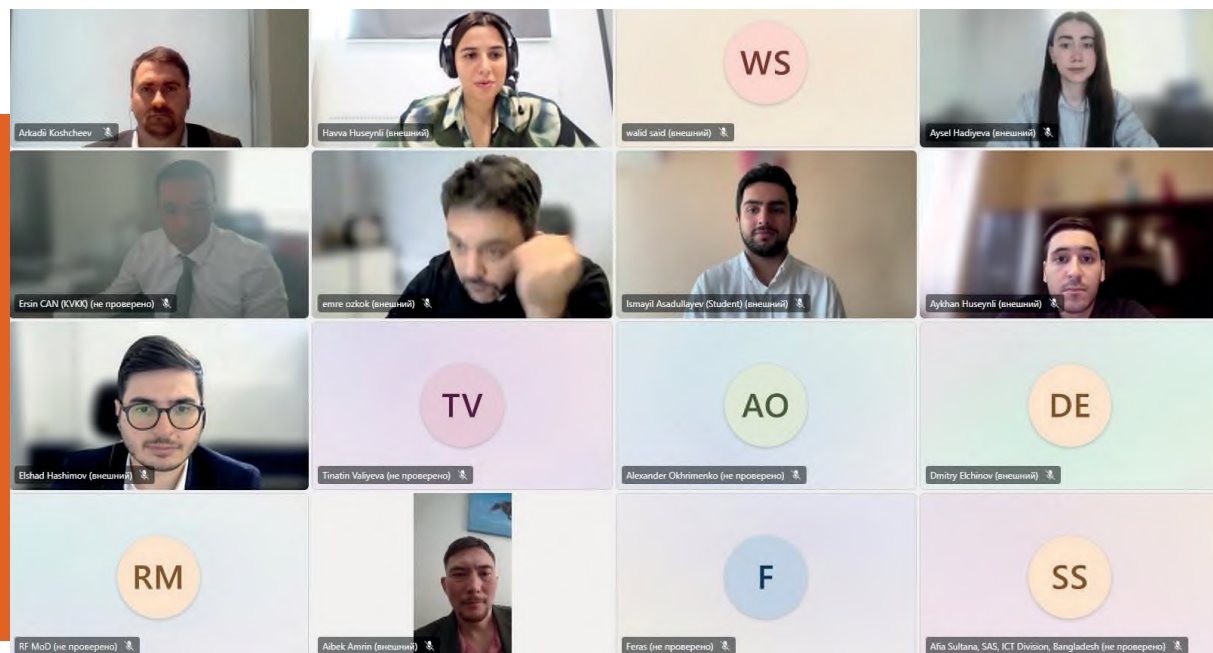 Arkadii Koshcheev
Havva Huseynli (внешний)
WS
walid said (внешний)
Aysel Hadiyeva (внешний)
Ersin CAN (KVKK) (не проверено)
emre ozkok (внешний)
Ismayil Asadullayev (Student) (внешний)
Aykhan Huseynli (внешний)
Elshad Hashimov (внешний)
TV
Tinatin Valiyeva (не проверено)
AO
Alexander Okhrimenko (не проверено)
DE
Dmitry Elchinov (внешний)
RM
RF MoD (не проверено)
Aibek Amrin (внешний)
F
Feras (не проверено)
SS
Afia Sultana, SAS, ICT Division, Bangladesh (не проверено)